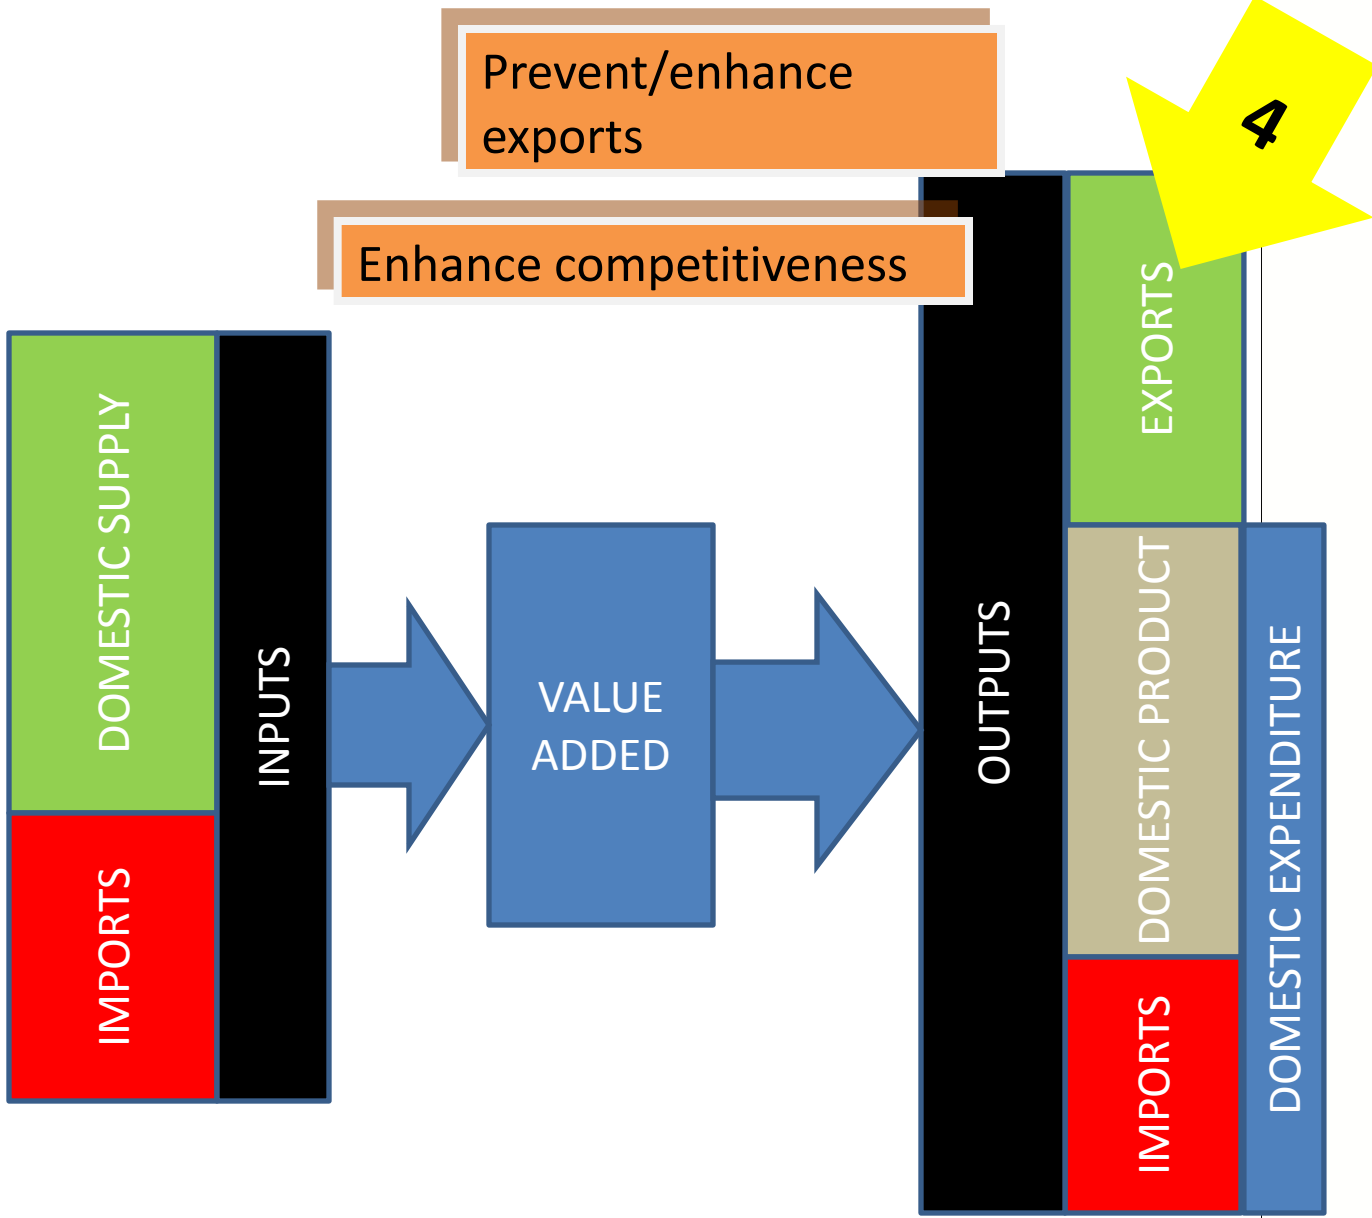 Prevent/enhance
exports
4
Enhance competitiveness
DOMESTIC SUPPLY
IMPORTS
INPUTS
VALUE
ADDED
OUTPUTS
EXPORTS
DOMESTIC PRODUCT
IMPORTS
DOMESTIC EXPENDITURE